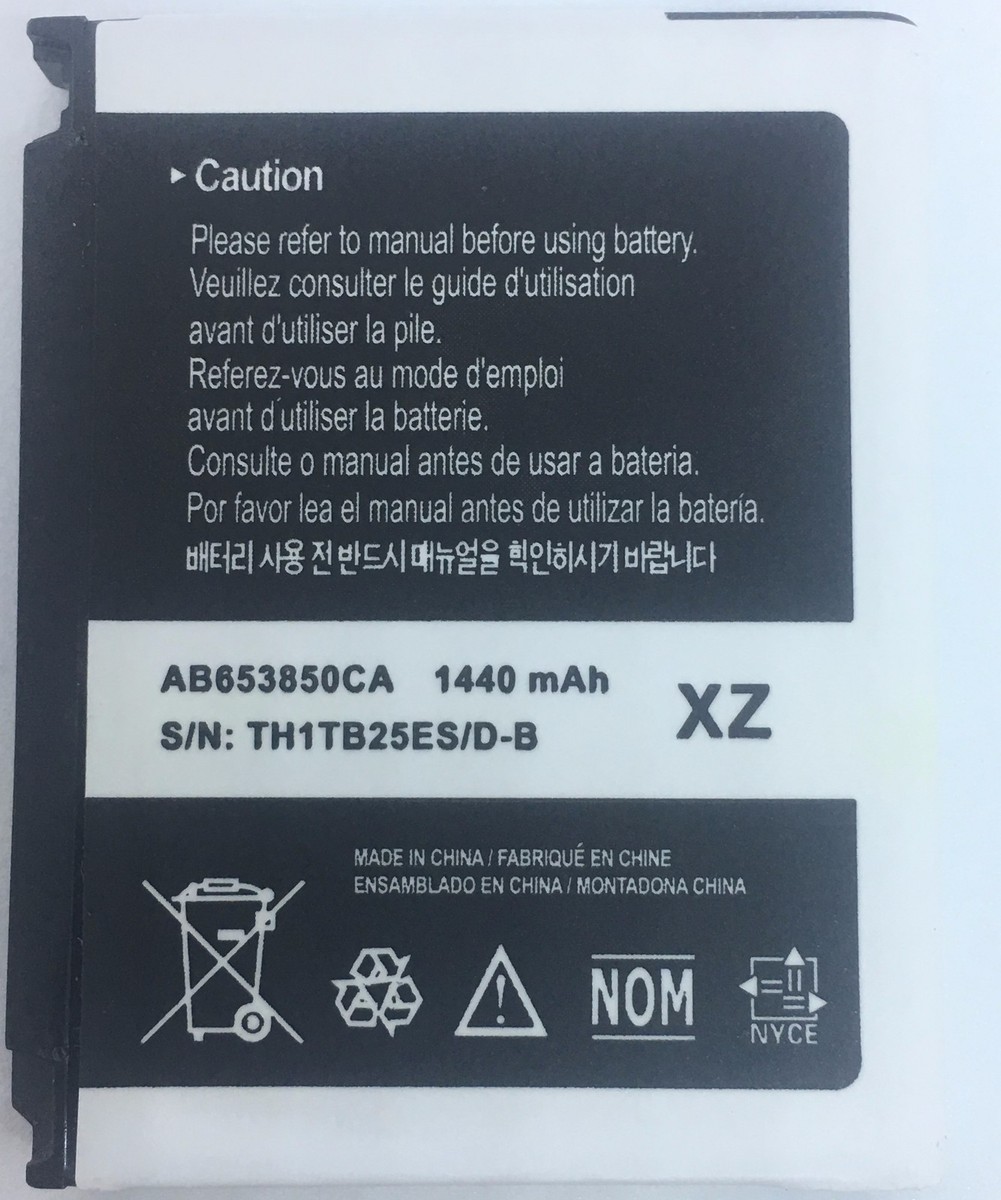 Caution
Please refer to manual before using battery.
Veuillez consulter le guide d'utilisation
avant d'utiliser la pile.
Referez-vous au mode d'emploi
avant d'utiliser la batterie.
Consulte o manual antes de usar a bateria.
Por favor lea el manual antes de utilizar la batería.
배터리 사용 전 반드시 매뉴얼을 힉인히시기 바랍니다
AB653850CA 1440 mAh
S/N: TH1TB25ES/D-B
XZ
MADE IN CHINA / FABRIQUÉ EN CHINE
ENSAMBLADO EN CHINA / MONTADONA CHINA
NOM
NYCE